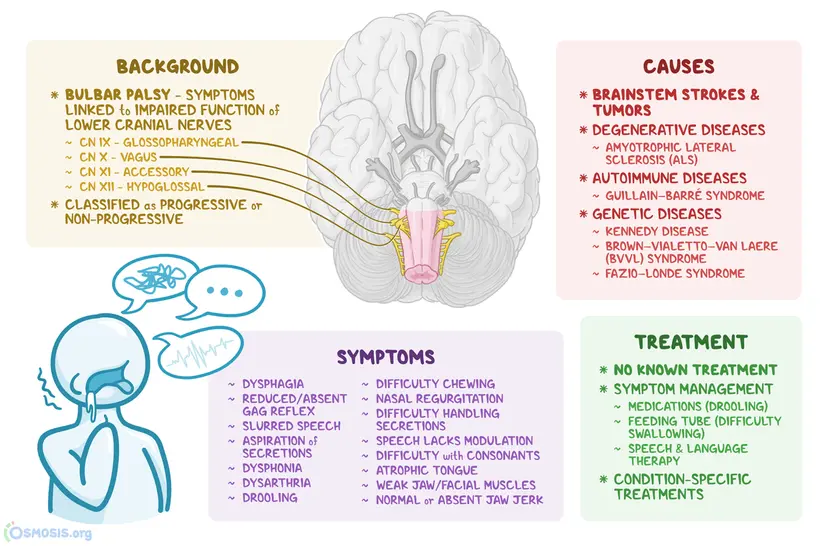 BACKGROUND
* BULBAR PALSY - SYMPTOMS
LINKED to IMPAIRED FUNCTION of
LOWER CRANIAL NERVES
~ CN IX - GLOSSOPHARYNGEAL
~ CN X - VAGUS
~ CN XI - ACCESSORY
~ CN XII - HYPOGLOSSAL
* CLASSIFIED as PROGRESSIVE or
NON-PROGRESSIVE
CAUSES
* BRAINSTEM STROKES &
TUMORS
* DEGENERATIVE DISEASES
~ AMYOTROPHIC LATERAL
SCLEROSIS (ALS)
* AUTOIMMUNE DISEASES
~ GUILLAIN-BARRÉ SYNDROME
* GENETIC DISEASES
~ KENNEDY DISEASE
~ BROWN-VIALETTO-VAN LAERE
(BVVL) SYNDROME
~ FAZIO-LONDE SYNDROME
SYMPTOMS
~ DYSPHAGIA
~ REDUCED/ABSENT
GAG REFLEX
~ SLURRED SPEECH
~ ASPIRATION of
SECRETIONS
~ DYSPHONIA
~ DYSARTHRIA
~ DROOLING
~ DIFFICULTY CHEWING
~ NASAL REGURGITATION
~ DIFFICULTY HANDLING
SECRETIONS
~ SPEECH LACKS MODULATION
~ DIFFICULTY with CONSONANTS
~ ATROPHIC TONGUE
~ WEAK JAW/FACIAL MUSCLES
~ NORMAL or ABSENT JAW JERK
TREATMENT
* NO KNOWN TREATMENT
* SYMPTOM MANAGEMENT
~ MEDICATIONS (DROOLING)
~ FEEDING TUBE (DIFFICULTY
SWALLOWING)
~ SPEECH & LANGUAGE
THERAPY
* CONDITION-SPECIFIC
TREATMENTS
OSMOSIS.org